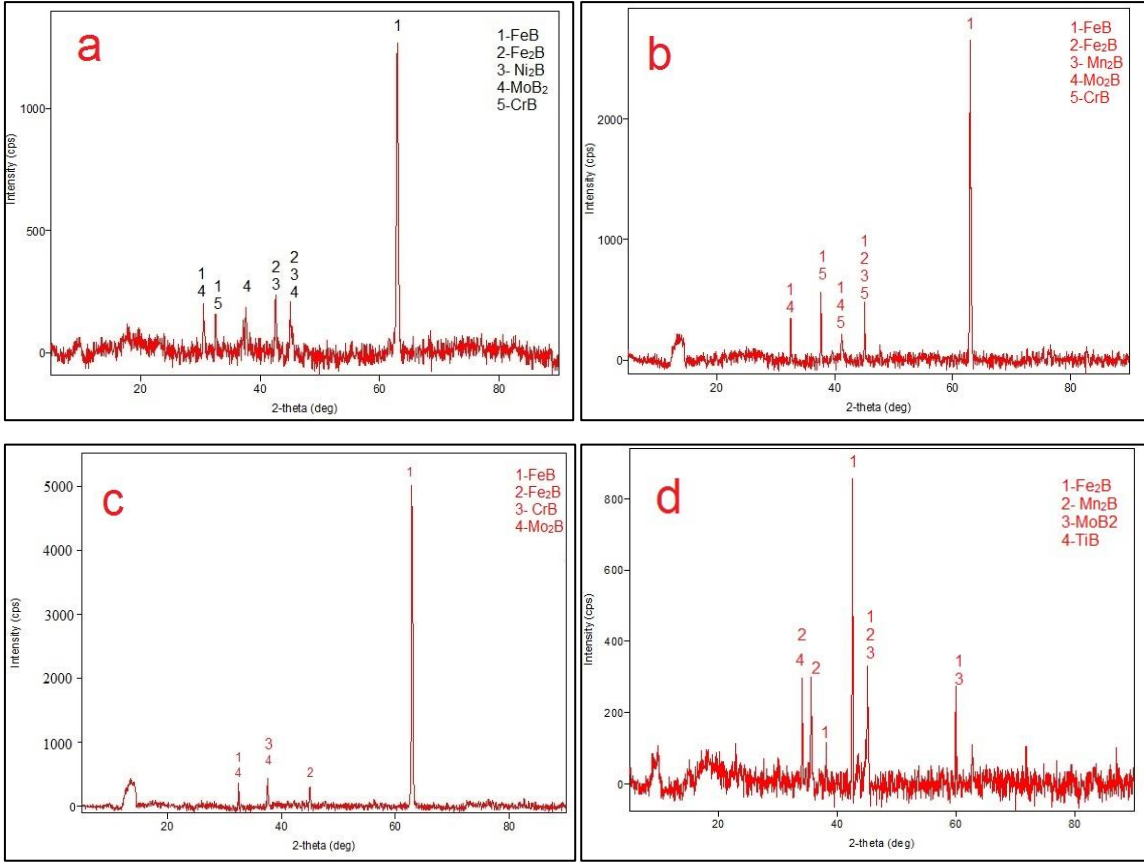 a
1
1-FeB
2-Fe₂B
3- Ni₂B
4-MoB₂
5-CrB
Intensity (cps)
1000
500
0
1
4
1
5
4
2
3
2
3
4
20
40
60
80
2-theta (deg)
b
1
1-FeB
2-Fe₂B
3- Mn₂B
4-Mo₂B
5-CrB
Intensity (cps)
2000
1000
0
1
4
1
5
1
4
5
1
2
3
5
20
40
60
80
2-theta (deg)
c
1
1-FeB
2-Fe₂B
3- CrB
4-Mo₂B
Intensity (cps)
5000
4000
3000
2000
1000
0
1
4
3
4
2
20
40
60
80
2-theta (deg)
d
1
1-Fe₂B
2- Mn₂B
3-MoB2
4-TiB
Intensity (cps)
800
600
400
200
0
2
4
2
1
1
2
3
1
3
20
40
60
80
2-theta (deg)